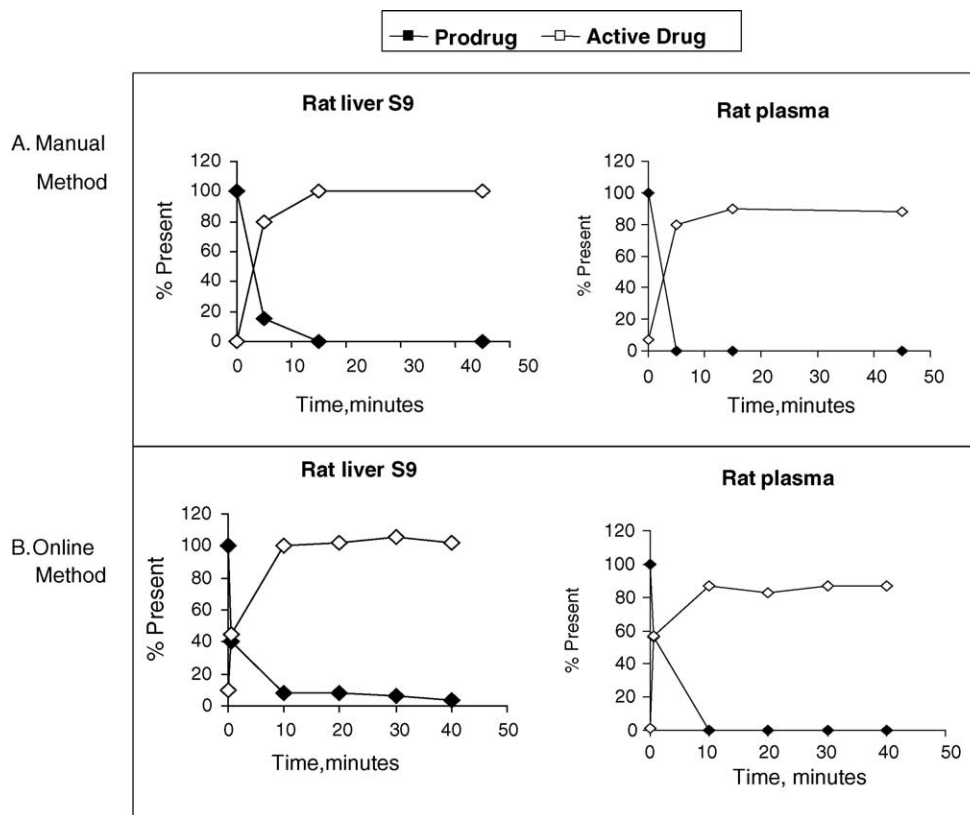 Prodrug Active Drug
A. Manual
Method
Rat liver S9
120
100
80
60
40
20
0
% Present
0 10 20 30 40 50
Time,minutes
Rat plasma
120
100
80
60
40
20
0
% Present
0 10 20 30 40 50
Time,minutes
B. Online
Method
Rat liver S9
120
100
80
60
40
20
0
% Present
0 10 20 30 40 50
Time,minutes
Rat plasma
120
100
80
60
40
20
0
% Present
0 10 20 30 40 50
Time, minutes